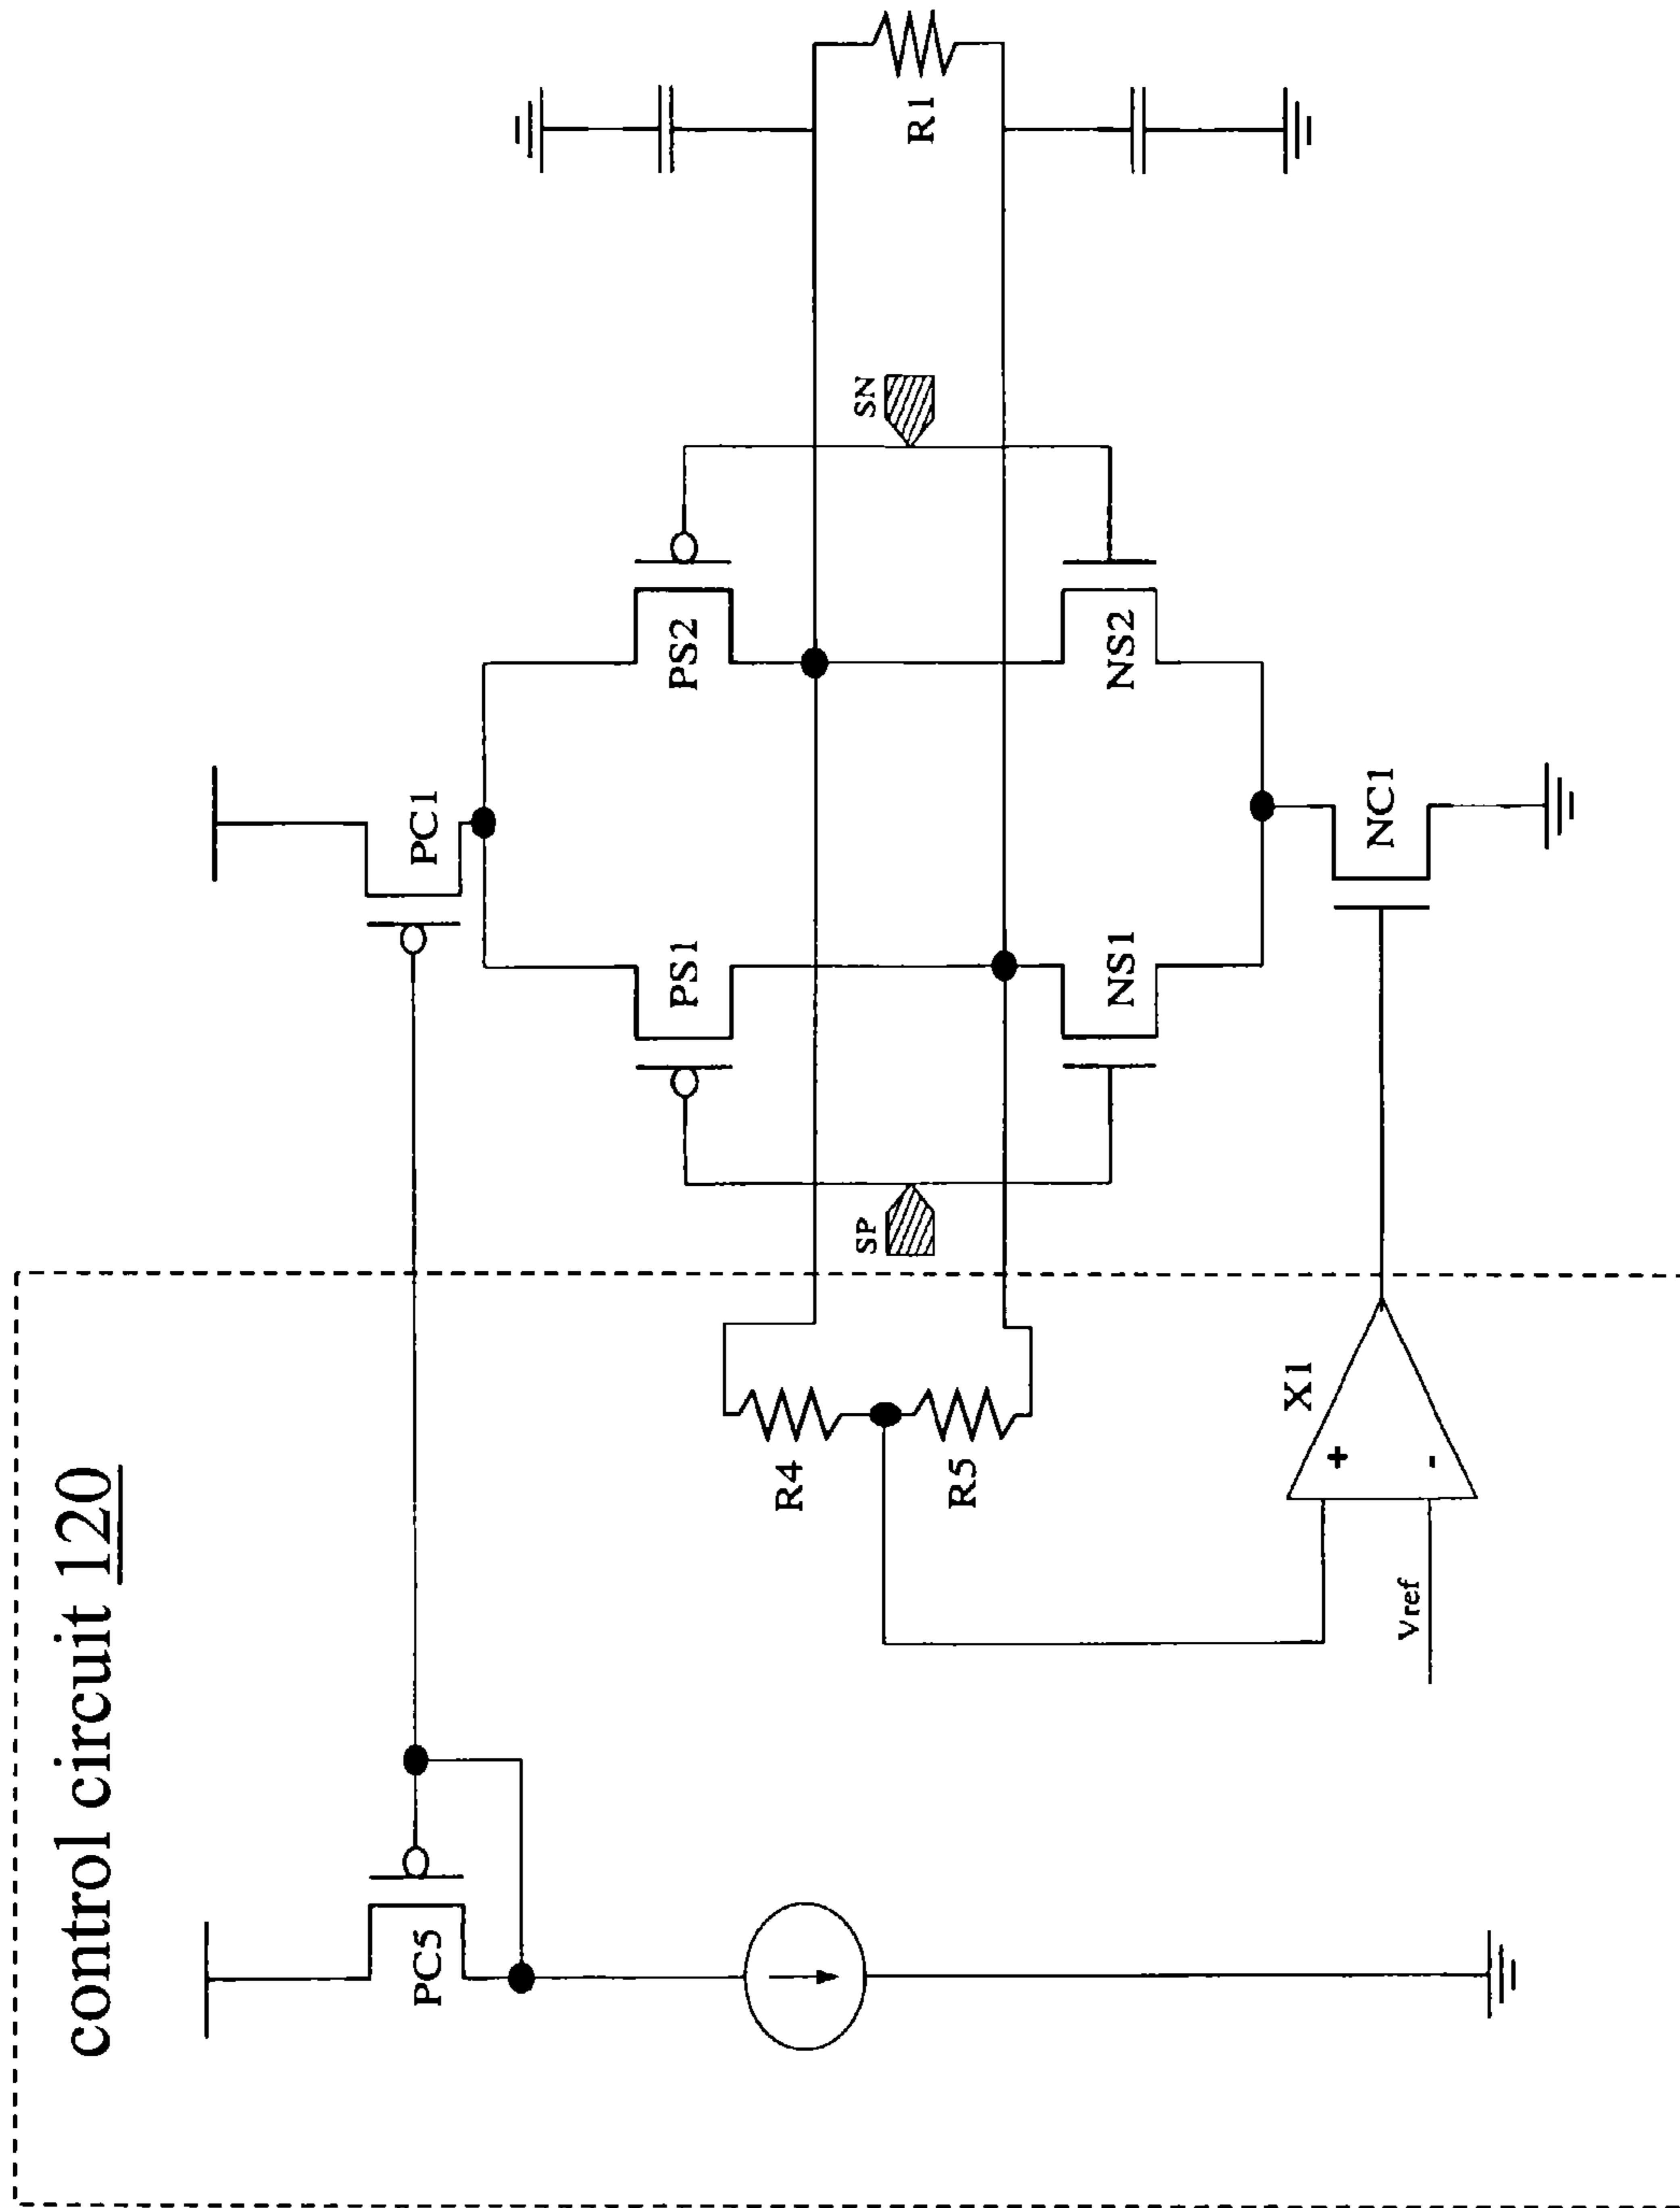 control circuit 120
PC5
PC1
PS1
PS2
R4
R5
SP
SN
R1
NS1
NS2
X1
+
-
Vref
NC1